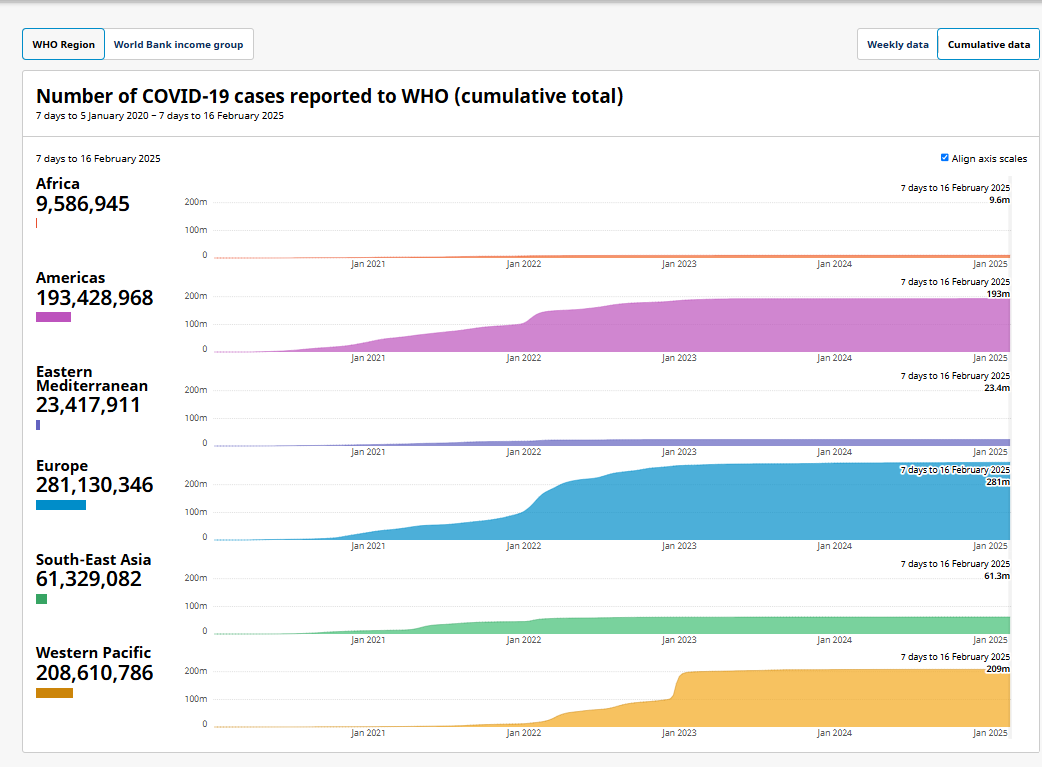 WHO Region World Bank income group Weekly data Cumulative data
Number of COVID-19 cases reported to WHO (cumulative total)
7 days to 5 January 2020 – 7 days to 16 February 2025
7 days to 16 February 2025 Align axis scales
Africa
9,586,945
7 days to 16 February 2025
9.6m
200m
100m
0
Jan 2021 Jan 2022 Jan 2023 Jan 2024 Jan 2025
Americas
193,428,968
7 days to 16 February 2025
193m
200m
100m
0
Jan 2021 Jan 2022 Jan 2023 Jan 2024 Jan 2025
Eastern
Mediterranean
23,417,911
7 days to 16 February 2025
23.4m
200m
100m
0
Jan 2021 Jan 2022 Jan 2023 Jan 2024 Jan 2025
Europe
281,130,346
7 days to 16 February 2025
281m
200m
100m
0
Jan 2021 Jan 2022 Jan 2023 Jan 2024 Jan 2025
South-East Asia
61,329,082
7 days to 16 February 2025
61.3m
200m
100m
0
Jan 2021 Jan 2022 Jan 2023 Jan 2024 Jan 2025
Western Pacific
208,610,786
7 days to 16 February 2025
209m
200m
100m
0
Jan 2021 Jan 2022 Jan 2023 Jan 2024 Jan 2025